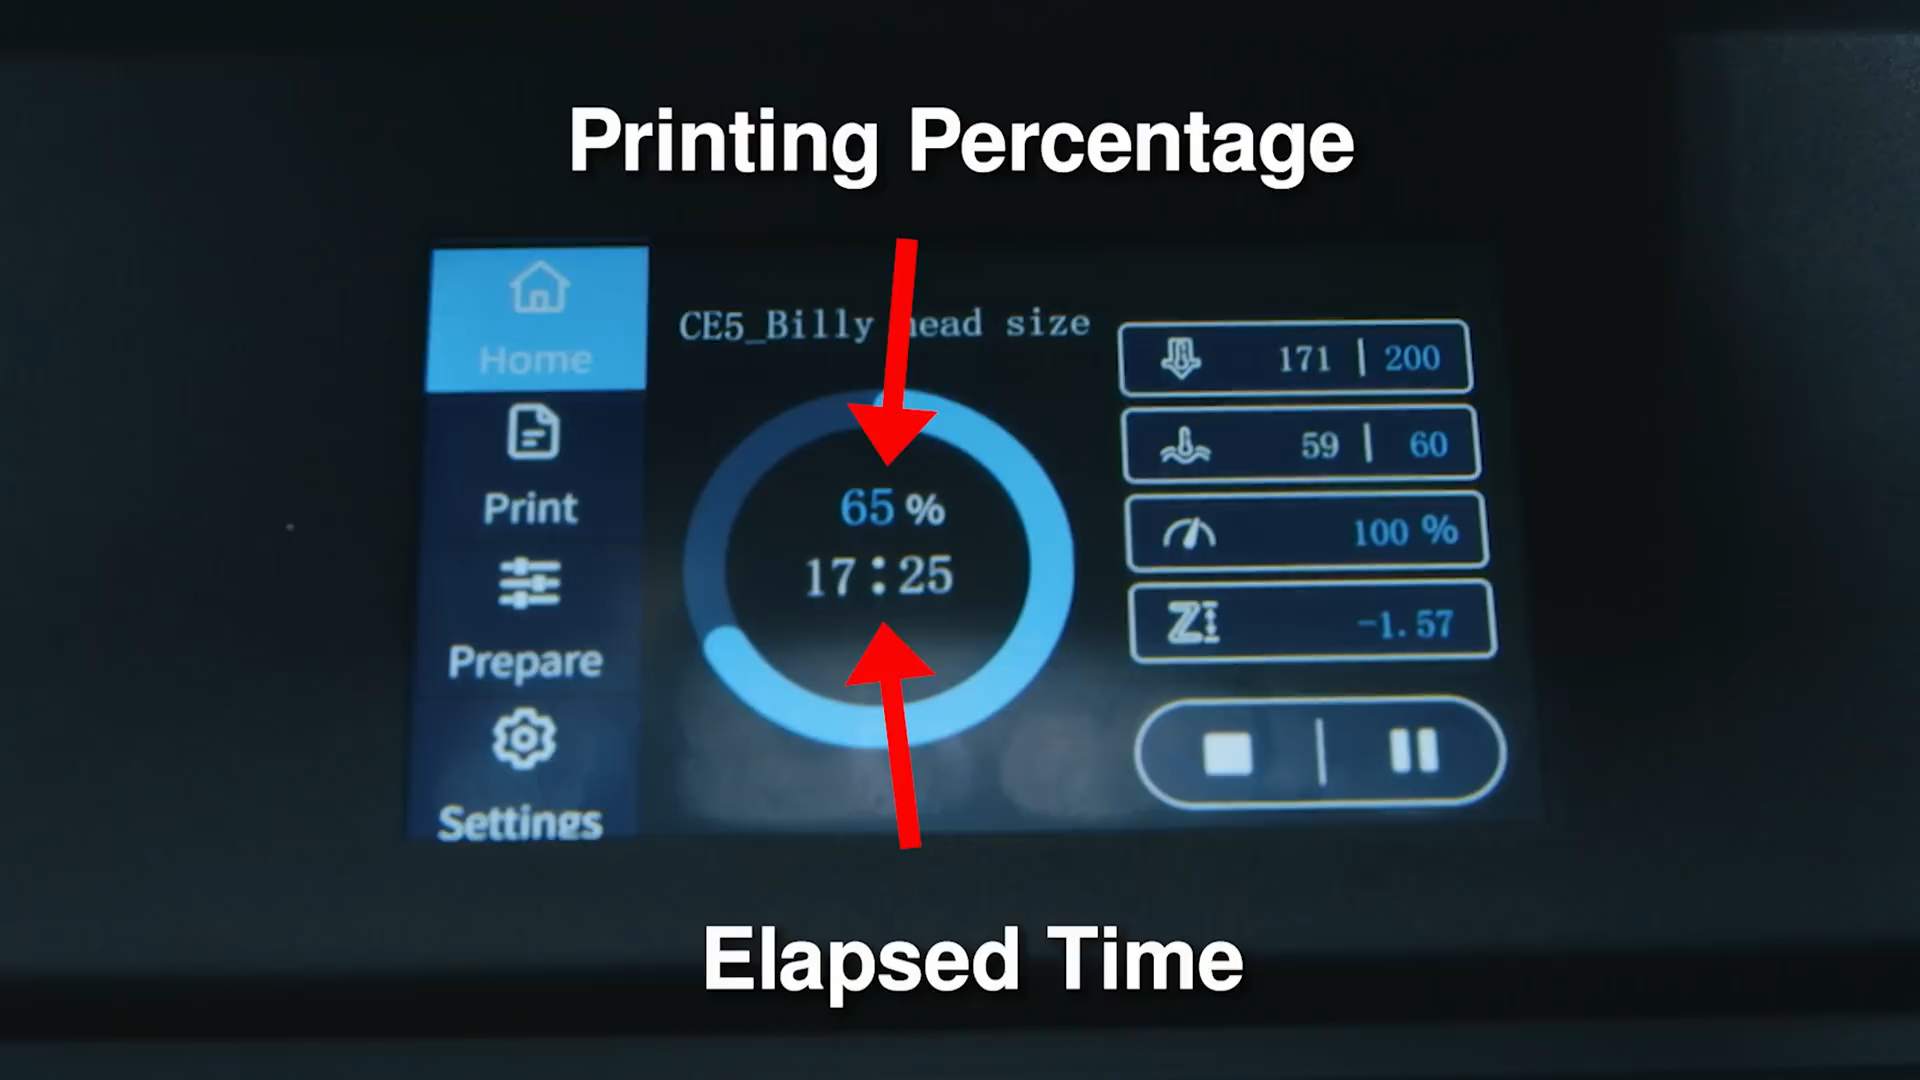 Printing Percentage
Home
Print
Prepare
Settings
CE5_Billy head size
65 %
17:25
171 | 200
59 | 60
100 %
Z -1.57
Elapsed Time